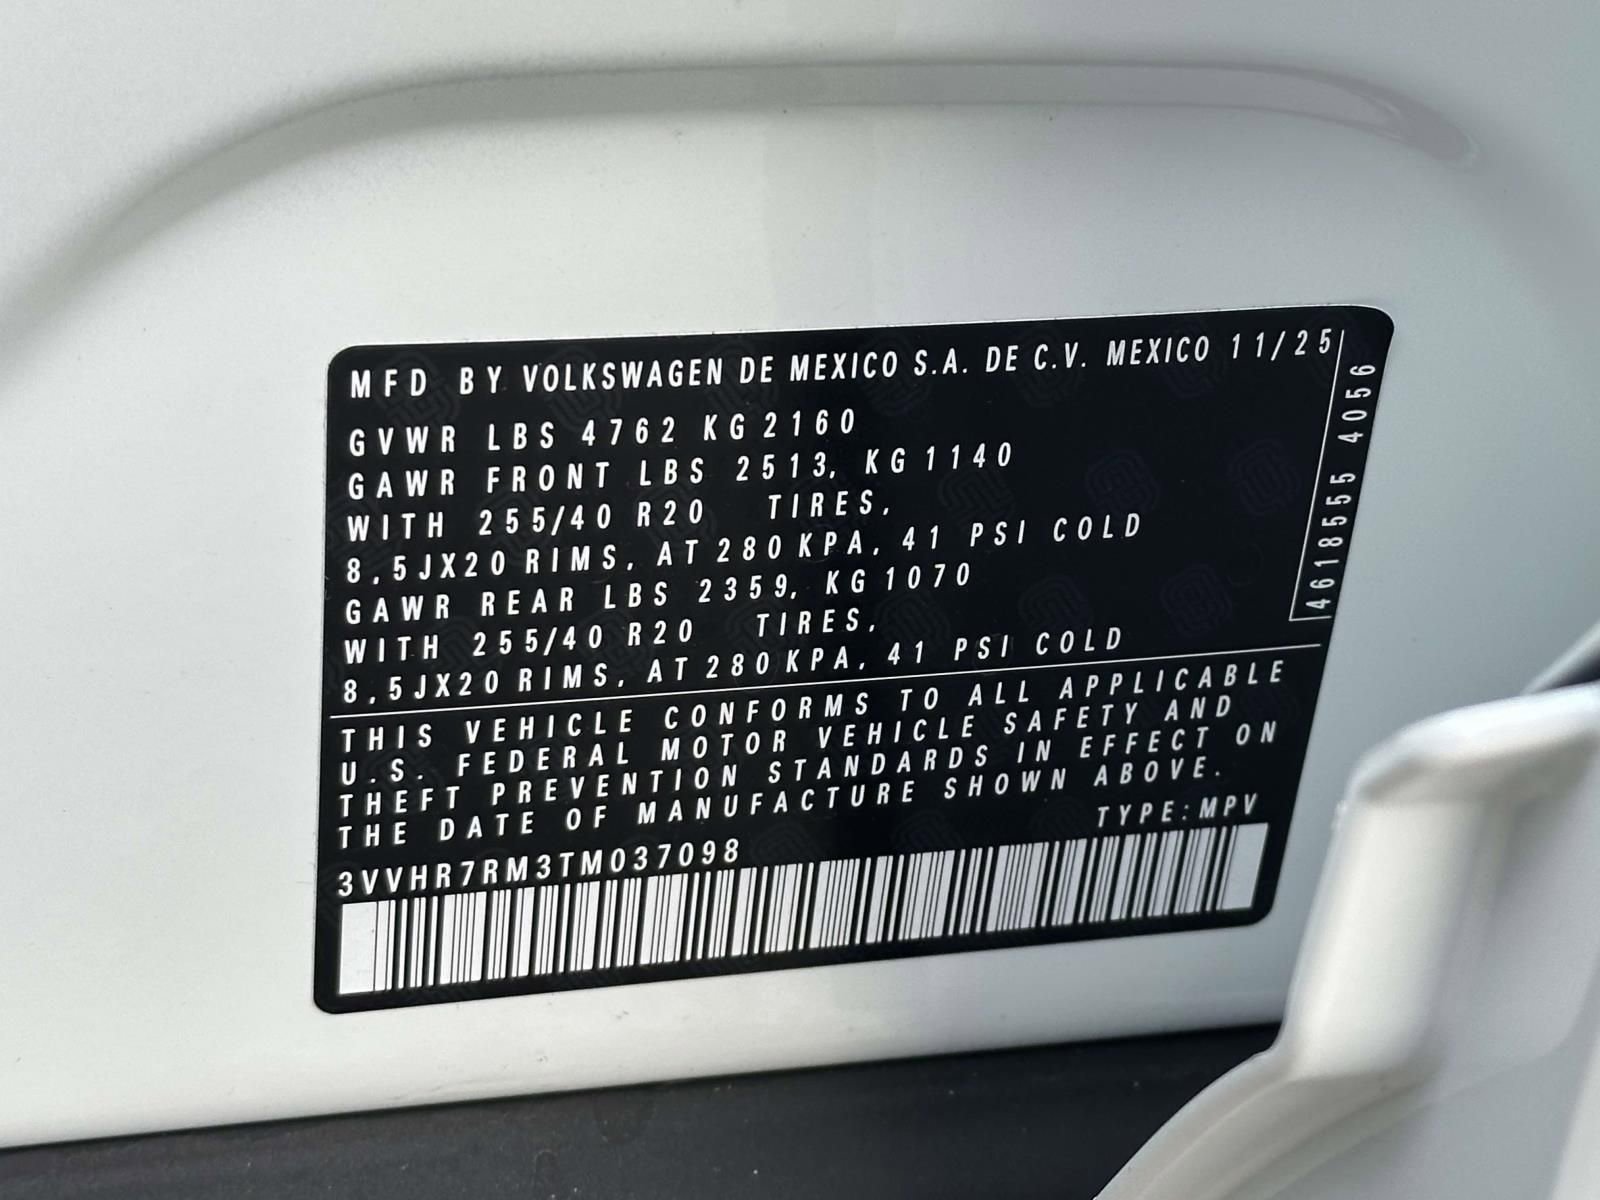 MFD BY VOLKSWAGEN DE MEXICO S.A. DE C.V. MEXICO 11/25
GVWR LBS 4762 KG 2160
GAWR FRONT LBS 2513, KG 1140
WITH 255/40 R20 TIRES,
8,5JX20 RIMS, AT 280 KPA, 41 PSI COLD
GAWR REAR LBS 2359, KG 1070
WITH 255/40 R20 TIRES,
8,5JX20 RIMS, AT 280 KPA, 41 PSI COLD
4618555 4056
THIS VEHICLE CONFORMS TO ALL APPLICABLE
U.S. FEDERAL MOTOR VEHICLE SAFETY AND
THEFT PREVENTION STANDARDS IN EFFECT ON
THE DATE OF MANUFACTURE SHOWN ABOVE.
TYPE: MPV
3VVHR7RM3TM037098